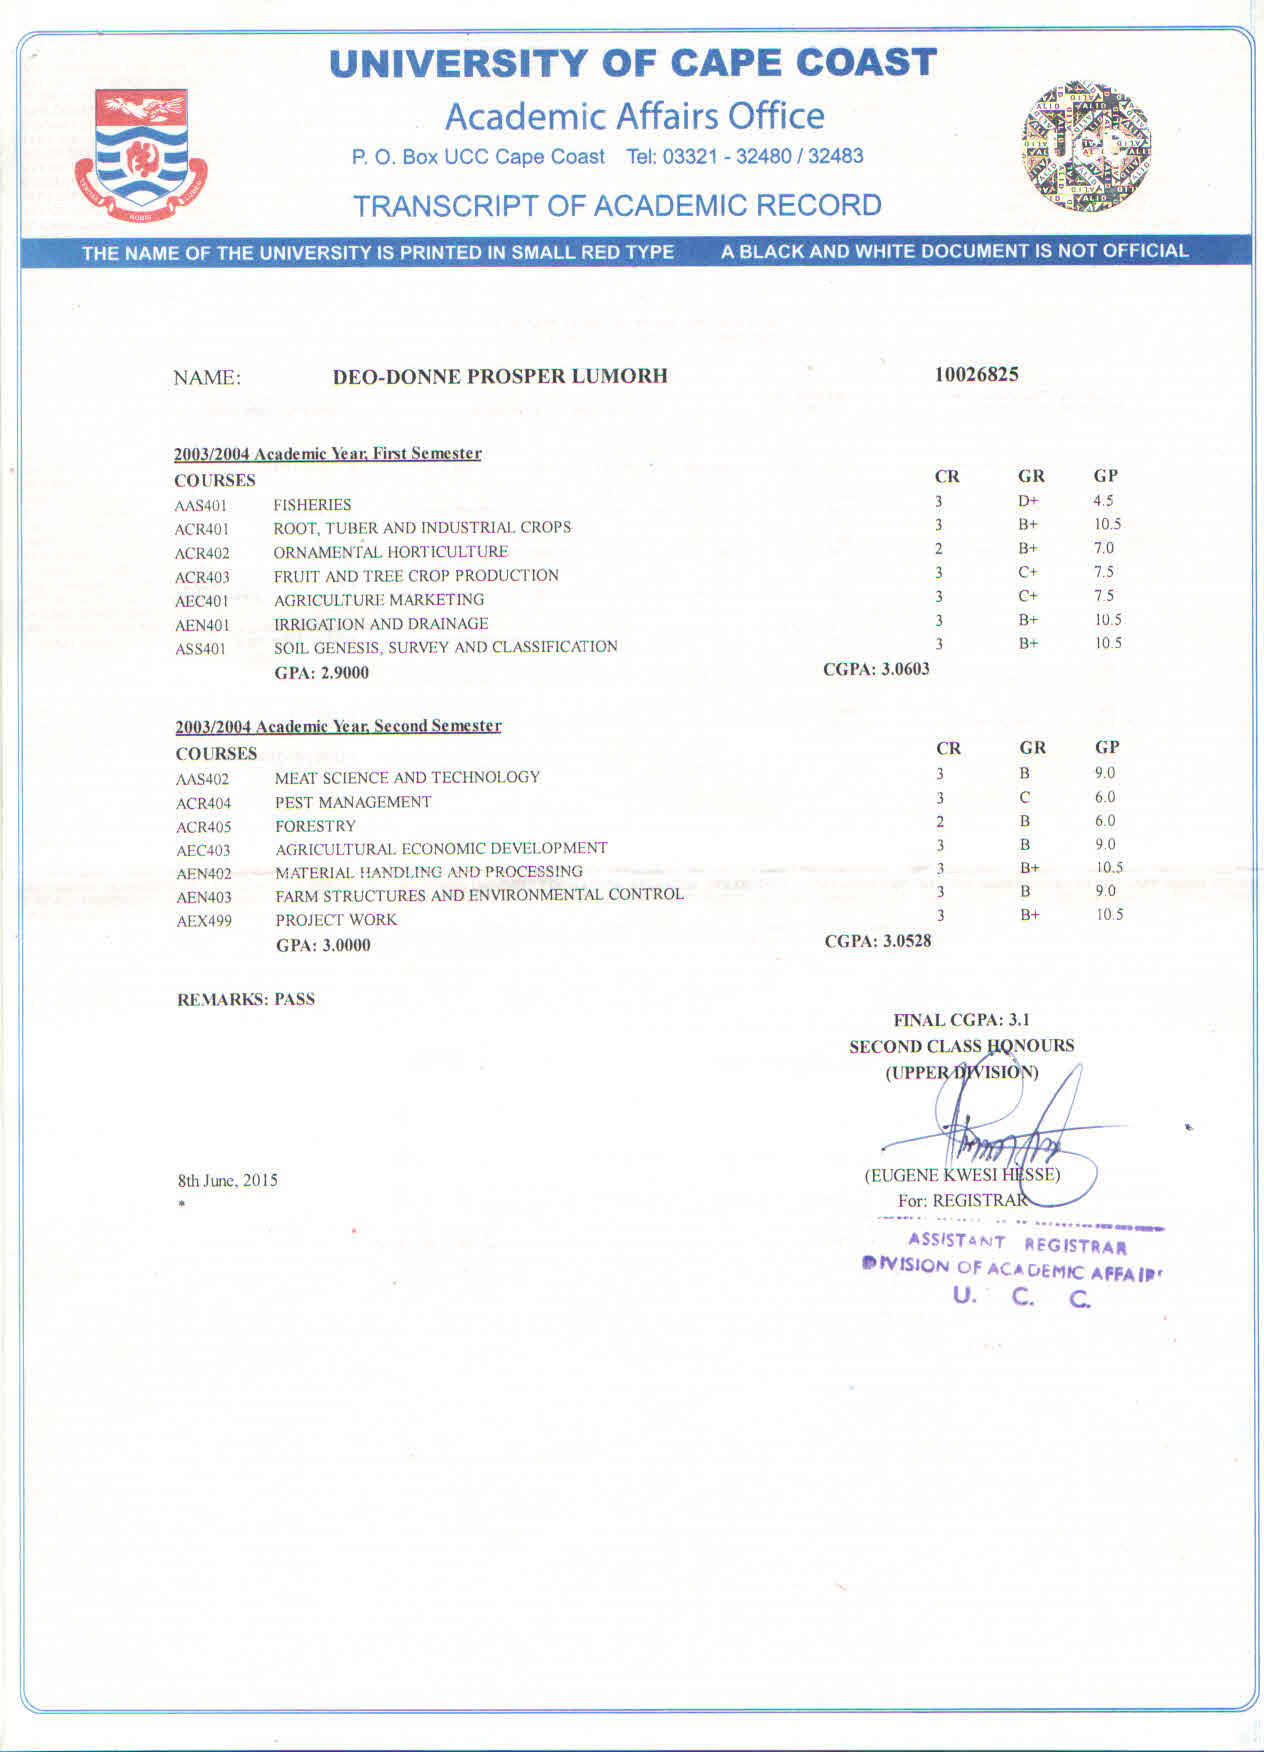 UNIVERSITY OF CAPE COAST
Academic Affairs Office
P. O. Box UCC Cape Coast Tel: 03321 - 32480 / 32483
TRANSCRIPT OF ACADEMIC RECORD
THE NAME OF THE UNIVERSITY IS PRINTED IN SMALL RED TYPE A BLACK AND WHITE DOCUMENT IS NOT OFFICIAL
NAME: DEO-DONNE PROSPER LUMORH 10026825
2003/2004 Academic Year, First Semester
COURSES CR GR GP
AAS401 FISHERIES 3 D+ 4.5
ACR401 ROOT, TUBER AND INDUSTRIAL CROPS 3 B+ 10.5
ACR402 ORNAMENTAL HORTICULTURE 2 B+ 7.0
ACR403 FRUIT AND TREE CROP PRODUCTION 3 C+ 7.5
AEC401 AGRICULTURE MARKETING 3 C+ 7.5
AEN401 IRRIGATION AND DRAINAGE 3 B+ 10.5
ASS401 SOIL GENESIS, SURVEY AND CLASSIFICATION 3 B+ 10.5
GPA: 2.9000 CGPA: 3.0603
2003/2004 Academic Year, Second Semester
COURSES CR GR GP
AAS402 MEAT SCIENCE AND TECHNOLOGY 3 B 9.0
ACR404 PEST MANAGEMENT 3 C 6.0
ACR405 FORESTRY 2 B 6.0
AEC403 AGRICULTURAL ECONOMIC DEVELOPMENT 3 B 9.0
AEN402 MATERIAL HANDLING AND PROCESSING 3 B+ 10.5
AEN403 FARM STRUCTURES AND ENVIRONMENTAL CONTROL 3 B 9.0
AEX499 PROJECT WORK 3 B+ 10.5
GPA: 3.0000 CGPA: 3.0528
REMARKS: PASS
FINAL CGPA: 3.1
SECOND CLASS HONOURS
(UPPER DIVISION)
(EUGENE KWESI HESSE)
8th June, 2015
For: REGISTRAR
*
ASSISTANT REGISTRAR
DIVISION OF ACADEMIC AFFAIR
U. C. C.